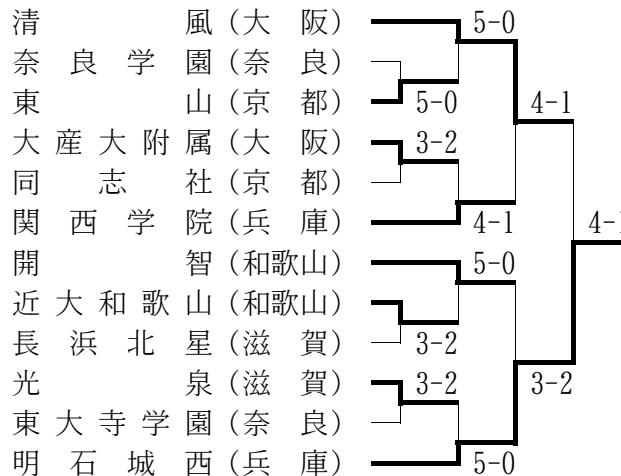 清風(大阪) 5-0
奈良学園(奈良)
東山(京都) 5-0 4-1
大産大附属(大阪) 3-2
同志社(京都)
関西学院(兵庫) 4-1 4-1
開智(和歌山) 5-0
近大和歌山(和歌山)
長浜北星(滋賀) 3-2
光泉(滋賀) 3-2 3-2
東大寺学園(奈良)
明石城西(兵庫) 5-0